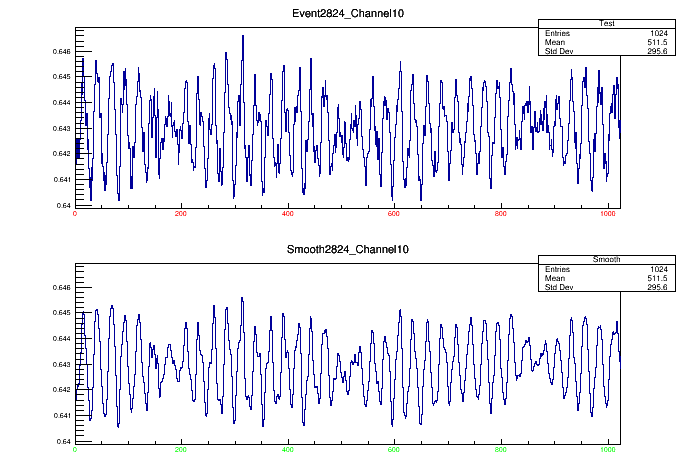 Event2824_Channel10
Test
Entries 1024
Mean 511.5
Std Dev 295.6
0.646
0.645
0.644
0.643
0.642
0.641
0.64
0 200 400 600 800 1000
Smooth2824_Channel10
Smooth
Entries 1024
Mean 511.5
Std Dev 295.6
0.646
0.645
0.644
0.643
0.642
0.641
0.64
0 200 400 600 800 1000